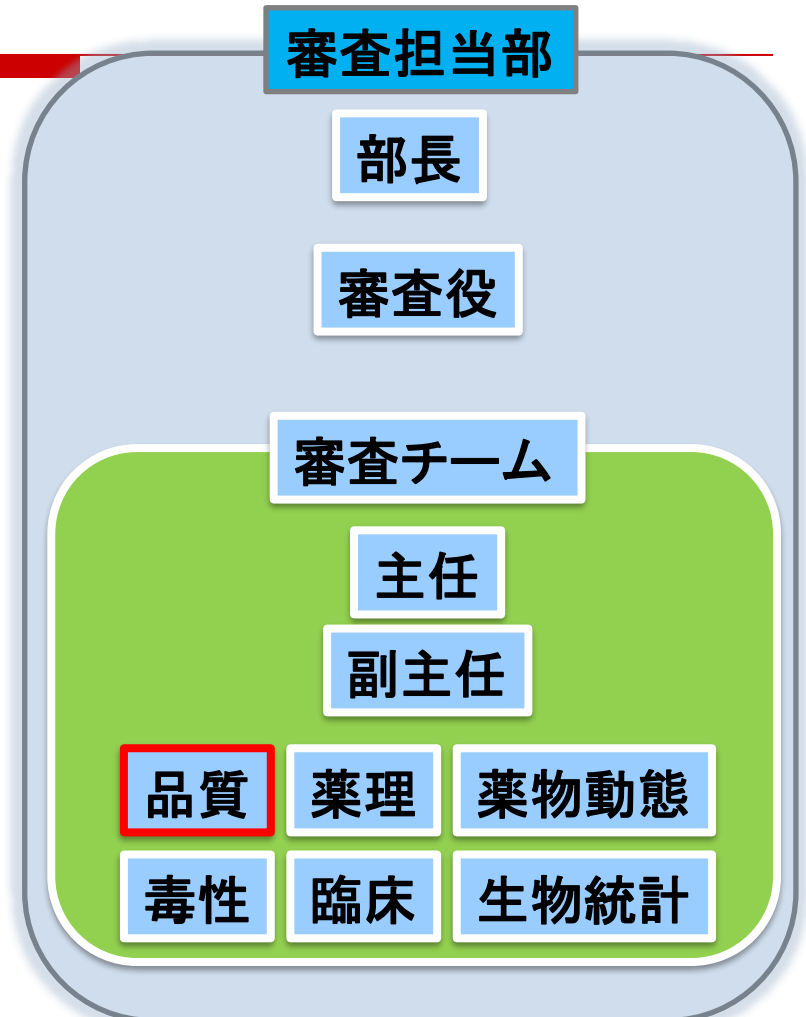 審査担当部
部長
審査役
審査チーム
主任
副主任
品質 薬理 薬物動態
毒性 臨床 生物統計